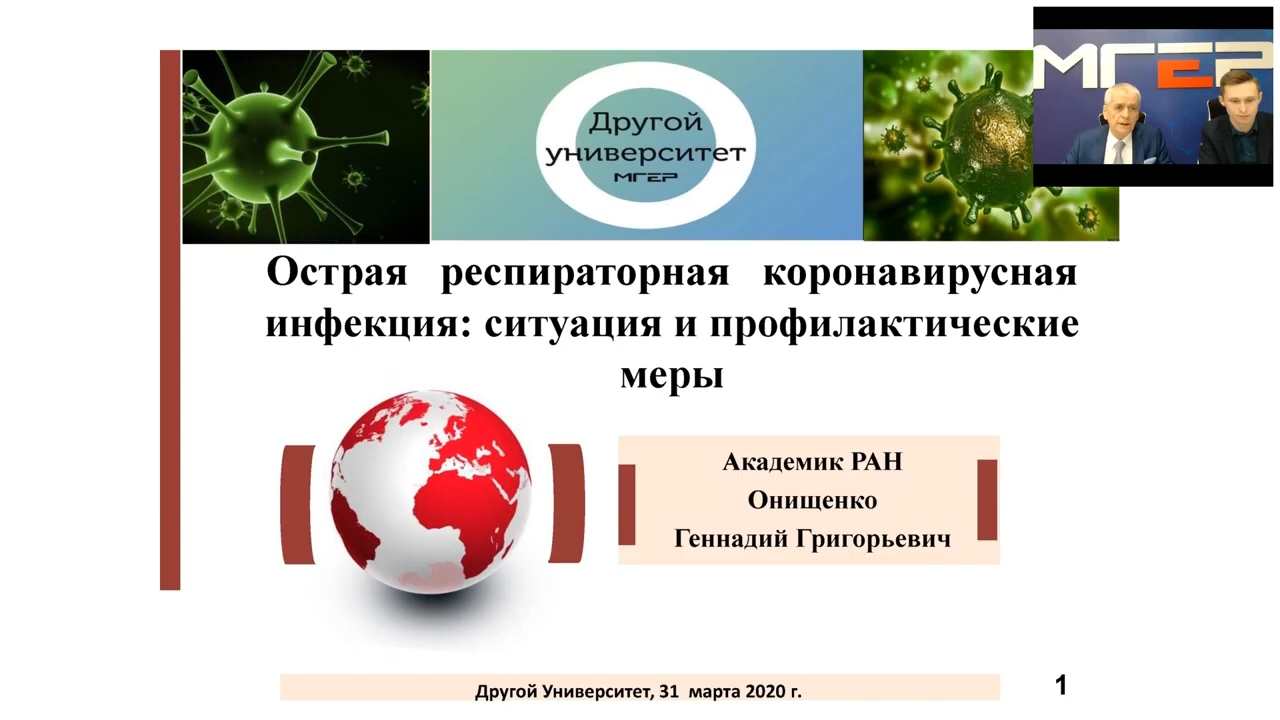 Другой
университет
МГЕР
МГЕР
Острая респираторная коронавирусная
инфекция: ситуация и профилактические
меры
Академик РАН
Онищенко
Геннадий Григорьевич
Другой Университет, 31 марта 2020 г.
1